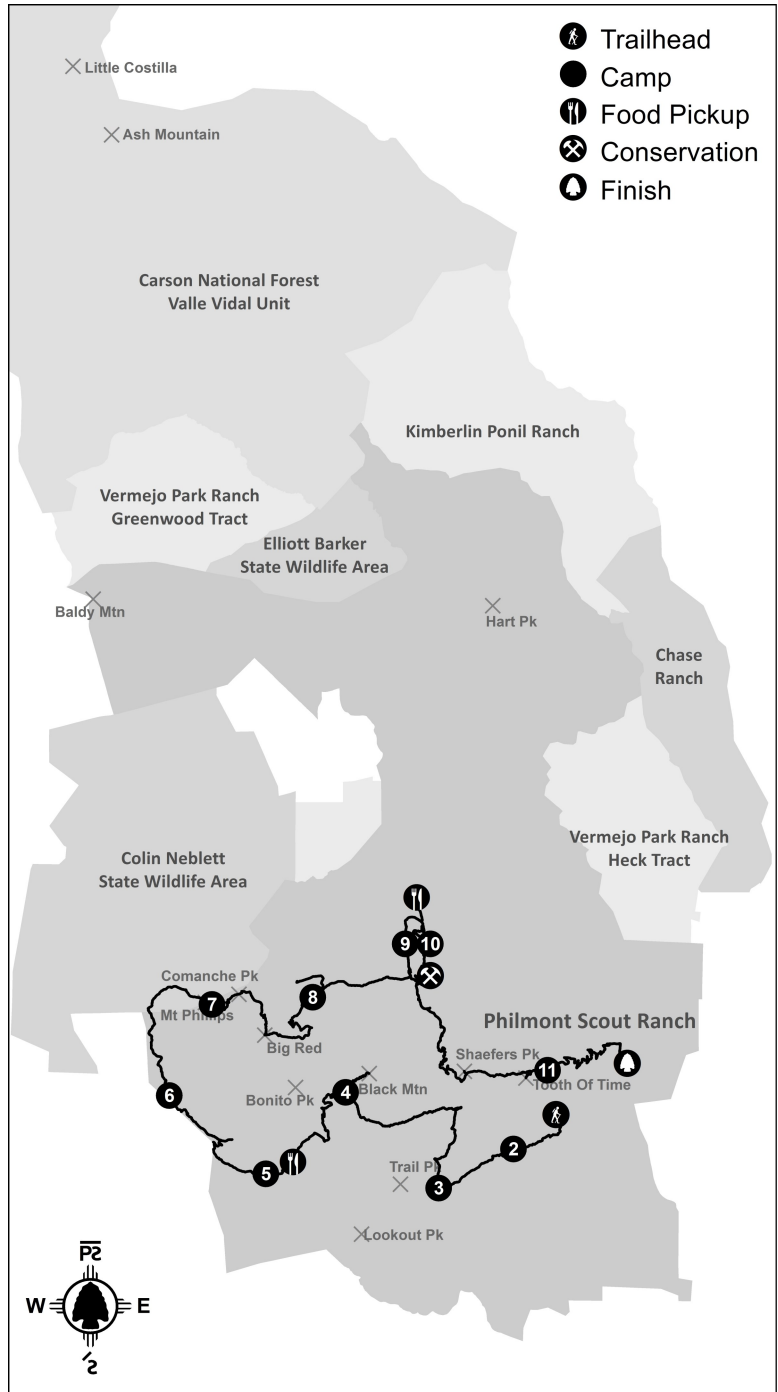 Trailhead
Camp
Food Pickup
Conservation
Finish
Little Costilla
Ash Mountain
Carson National Forest
Valle Vidal Unit
Kimberlin Ponil Ranch
Vermejo Park Ranch
Greenwood Tract
Elliott Barker
State Wildlife Area
Baldy Mtn
Hart Pk
Chase
Ranch
Vermejo Park Ranch
Heck Tract
Colin Neblett
State Wildlife Area
9
10
Comanche Pk
7
8
Mt Phillips
Philmont Scout Ranch
Big Red
Shaefers Pk
11
Tooth Of Time
Black Mtn
4
Bonito Pk
6
2
5
Trail Pk
3
Lookout Pk
W
E